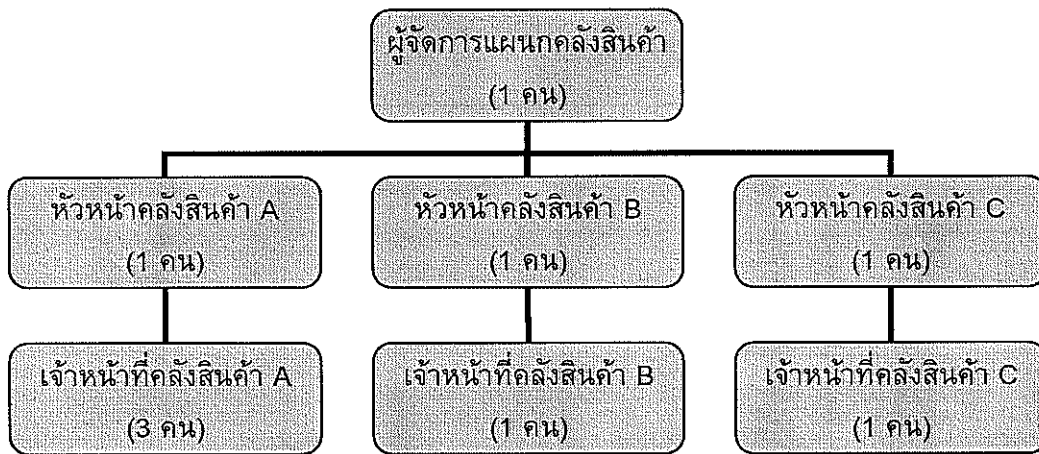 ผู้จัดการแผนกคลังสินค้า
(1 คน)
หัวหน้าคลังสินค้า A
(1 คน)
หัวหน้าคลังสินค้า B
(1 คน)
หัวหน้าคลังสินค้า C
(1 คน)
เจ้าหน้าที่คลังสินค้า A
(3 คน)
เจ้าหน้าที่คลังสินค้า B
(1 คน)
เจ้าหน้าที่คลังสินค้า C
(1 คน)